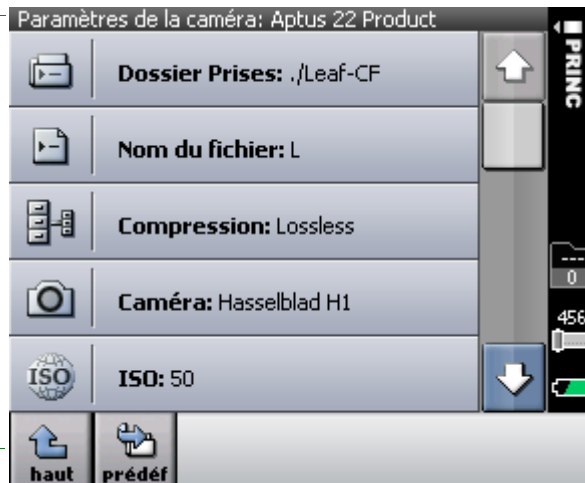 Paramètres de la caméra: Aptus 22 Product
PRINC
Dossier Prises: ./Leaf-CF
Nom du fichier: L
Compression: Lossless
Caméra: Hasselblad H1
---
0
456
ISO
ISO: 50
haut
prédéf